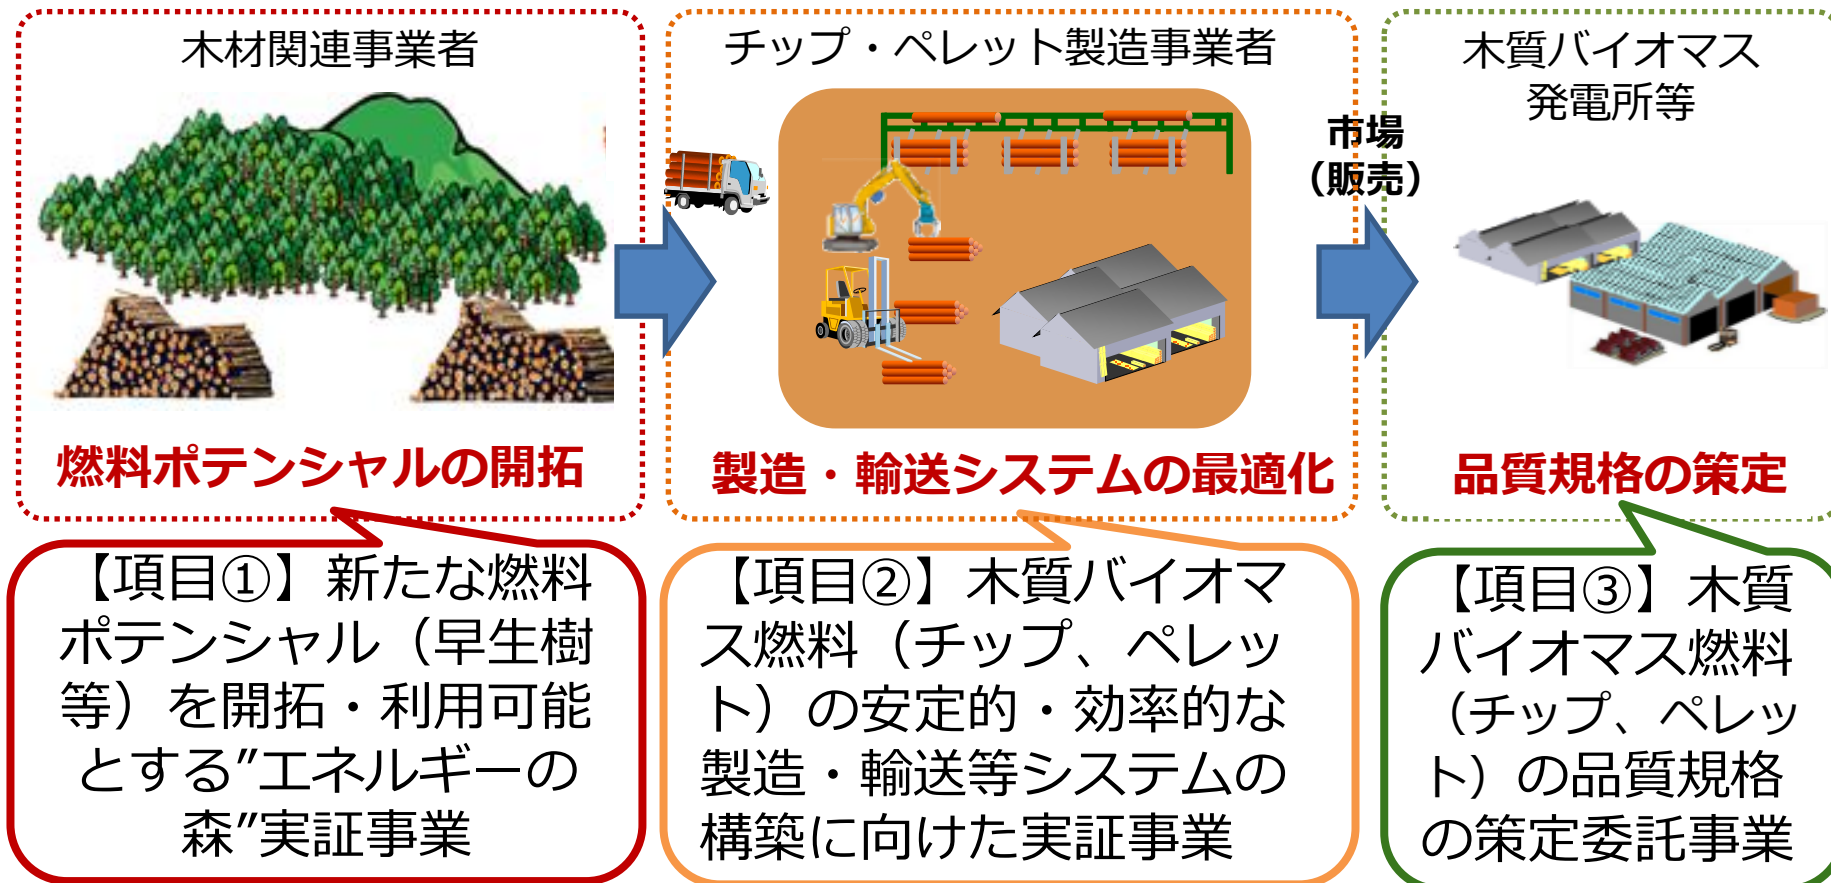 木材関連事業者
チップ・ペレット製造事業者
木質バイオマス
発電所等
市場
（販売）
燃料ポテンシャルの開拓
製造・輸送システムの最適化
品質規格の策定
【項目①】新たな燃料
ポテンシャル（早生樹
等）を開拓・利用可能
とする”エネルギーの
森”実証事業
【項目②】木質バイオマ
ス燃料（チップ、ペレッ
ト）の安定的・効率的な
製造・輸送等システムの
構築に向けた実証事業
【項目③】木質
バイオマス燃料
（チップ、ペレッ
ト）の品質規格
の策定委託事業